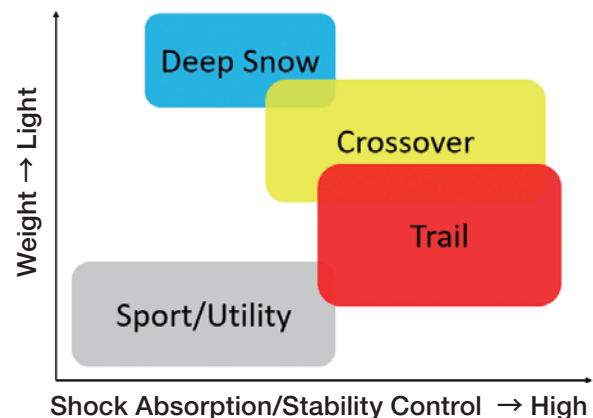 Weight → Light
Deep Snow
Crossover
Trail
Sport/Utility
Shock Absorption/Stability Control → High